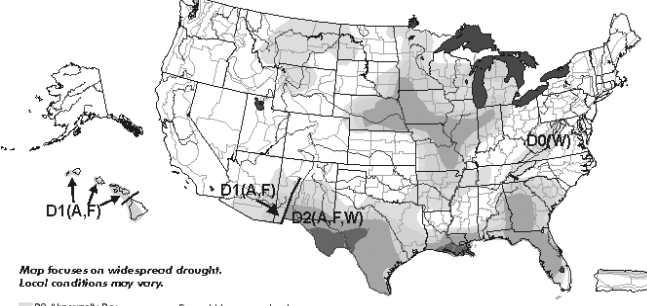 D0(W)
D1(A,F)
D2(A,F,W)
D1(A,F)
Map focuses on widespread drought.
Local conditions may vary.